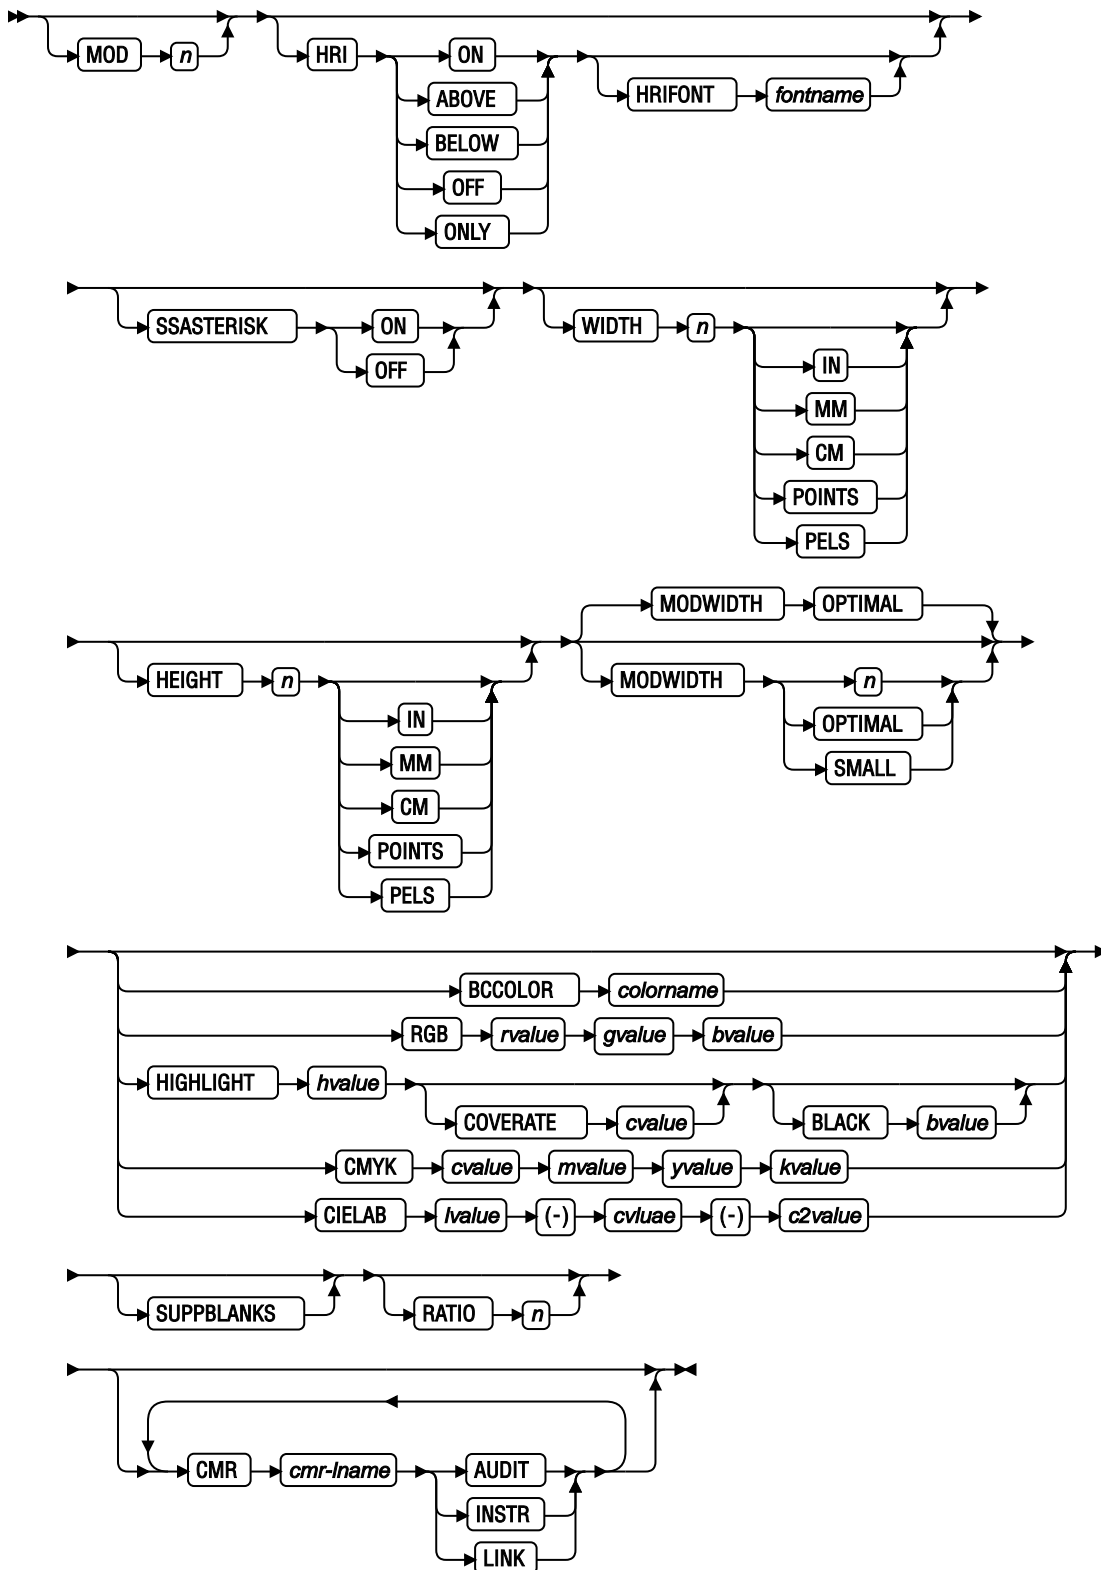 MOD n HRI ON
ABOVE HRIFONT fontname
BELOW
OFF
ONLY
SSASTERISK ON WIDTH n
OFF IN
MM
CM
POINTS
PELS
MODWIDTH OPTIMAL
HEIGHT n MODWIDTH n
IN OPTIMAL
MM SMALL
CM
POINTS
PELS
BCCOLOR colorname
RGB rvalue gvalue bvalue
HIGHLIGHT hvalue
COVERATE cvalue BLACK bvalue
CMYK cvalue mvalue yvalue kvalue
CIELAB lvalue (-) cvluae (-) c2value
SUPPBLANKS RATIO n
CMR cmr-lname AUDIT
INSTR
LINK